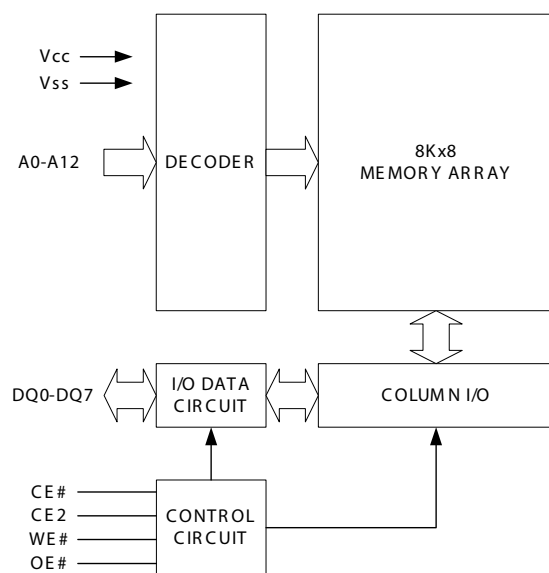 Vcc
Vss
A0-A12
DECODER
8Kx8
MEMORY ARRAY
DQ0-DQ7
I/O DATA
CIRCUIT
COLUMN I/O
CE#
CE2
WE#
OE#
CONTROL
CIRCUIT